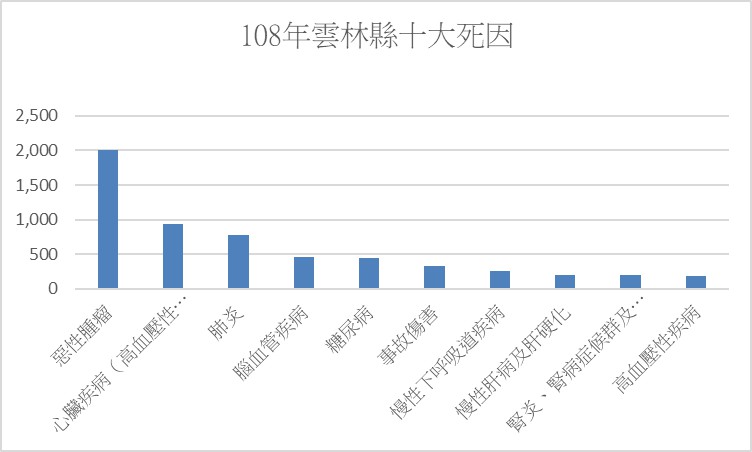 108年雲林縣十大死因
2,500
2,000
1,500
1,000
500
0
惡性腫瘤
心臟疾病（高血壓性…
肺炎
腦血管疾病
糖尿病
事故傷害
慢性下呼吸道疾病
慢性肝病及肝硬化
腎炎、腎病症候群及…
高血壓性疾病